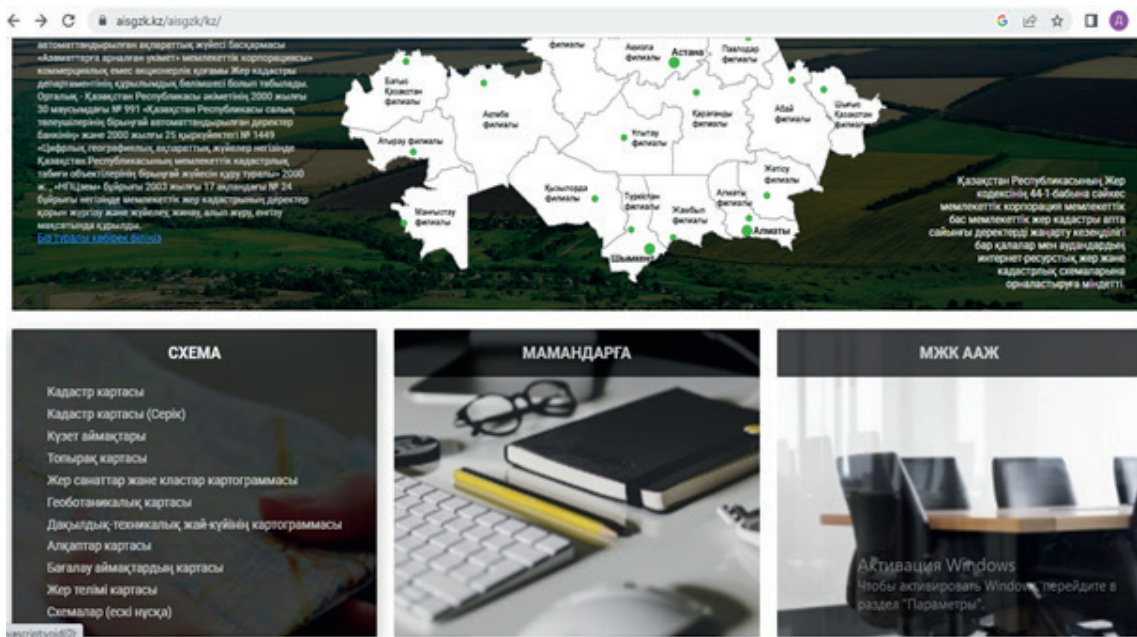 aisgzk.kz/aisgzk/kz/
Д
автоматтандырылған ақпараттық жүйесі басқармасы
«Азаматтарға арналған үкімет» мемлекеттік корпорациясы»
коммерциялық емес акционерлік қоғамы Жер кадастры
департаментінің құрылымдық бөлімшесі болып табылады.
Орталық - Қазақстан Республикасы әкіметінің 2000 жылғы
30 маусымдағы № 991 «Қазақстан Республикасы салық
төлеушілерінің бірыңғай автоматтандырылған деректер
банкінің» және 2000 жылғы 25 қыркүйектегі № 1449
«Цифрлық географиялық ақпараттық жүйелер негізінде
Қазақстан Республикасының мемлекеттік кадастрлық
табиғи объектілерінің бірыңғай жүйесін құру туралы» 2000
ж., «НПЦзем» бұйрығы 2003 жылғы 17 ақпандағы № 24
бұйрығы негізінде мемлекеттік жер кадастрының деректер
қорын жүргізу және жүйелеу, жинау, алып жүру, енгізу
мақсатында құрылды.
Біз туралы көбірек біліңіз
филиалы
Ақмола
филиалы
Астана
Павлодар
филиалы
Батыс
Қазақстан
филиалы
Ақтөбе
филиалы
Қарағанды
филиалы
Абай
филиалы
Шығыс
Қазақстан
филиалы
Атырау филиалы
Ұлытау
филиалы
Жетісу
филиалы
Қызылорда
филиалы
Түркістан
филиалы
Жамбыл
филиалы
Алматы
филиалы
Маңғыстау
филиалы
Алматы
Шымкент
Қазақстан Республикасының Жер
кодексінің 44-1-бабына сәйкес
мемлекеттік корпорация мемлекеттік
бас мемлекеттік жер кадастры апта
сайынғы деректерді жаңарту кезеңділігі
бар қалалар мен аудандардың
интернет-ресурстық жер және
кадастрлық схемаларына
орналастыруға міндетті.
СХЕМА
Кадастр картасы
Кадастр картасы (Серік)
Күзет аймақтары
Топырақ картасы
Жер санаттар және кластар картограммасы
Геоботаникалық картасы
Дақылдық-техникалық жай-күйінің картограммасы
Алқаптар картасы
Бағалау аймақтардың картасы
Жер телімі картасы
Схемалар (ескі нұсқа)
МАМАНДАРҒА
МЖК ААЖ
Активация Windows
Чтобы активировать Windows, перейдите в
раздел "Параметры".